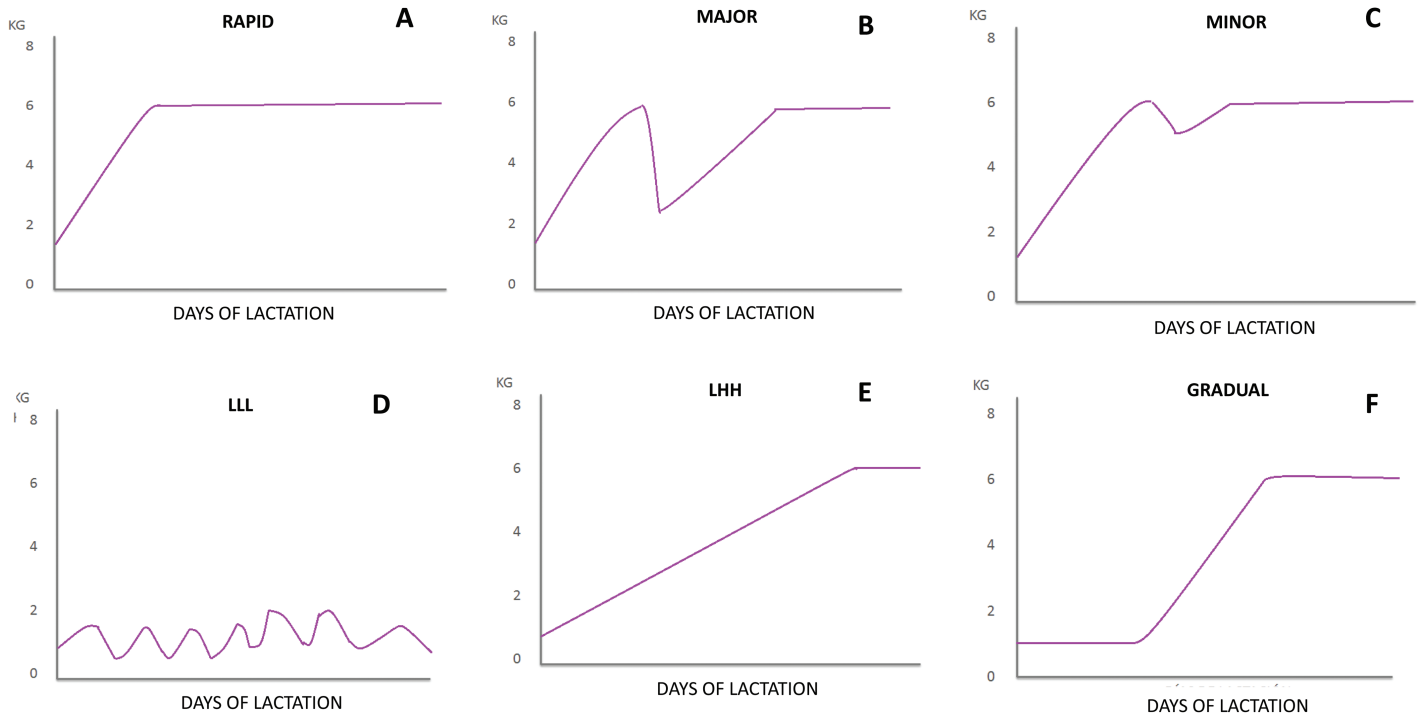 KG
RAPID
A
8
6
4
2
0
DAYS OF LACTATION
KG
MAJOR
B
8
6
4
2
0
DAYS OF LACTATION
KG
MINOR
C
8
6
4
2
0
DAYS OF LACTATION
KG
LLL
D
8
6
4
2
0
DAYS OF LACTATION
KG
LHH
E
8
6
4
2
0
DAYS OF LACTATION
KG
GRADUAL
F
8
6
4
2
0
DAYS OF LACTATION